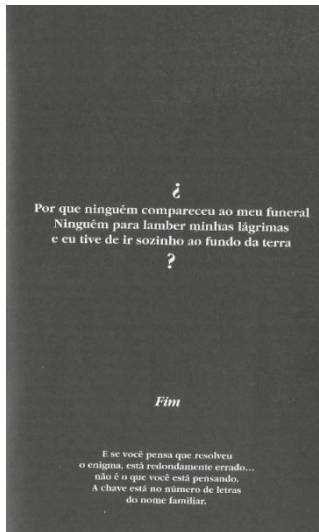 ¿
Por que ninguém compareceu ao meu funeral
Ninguém para lamber minhas lágrimas
e eu tive de ir sozinho ao fundo da terra
?
Fim
E se você pensa que resolveu
o enigma, está redondamente errado...
não é o que você está pensando.
A chave está no número de letras
do nome familiar.